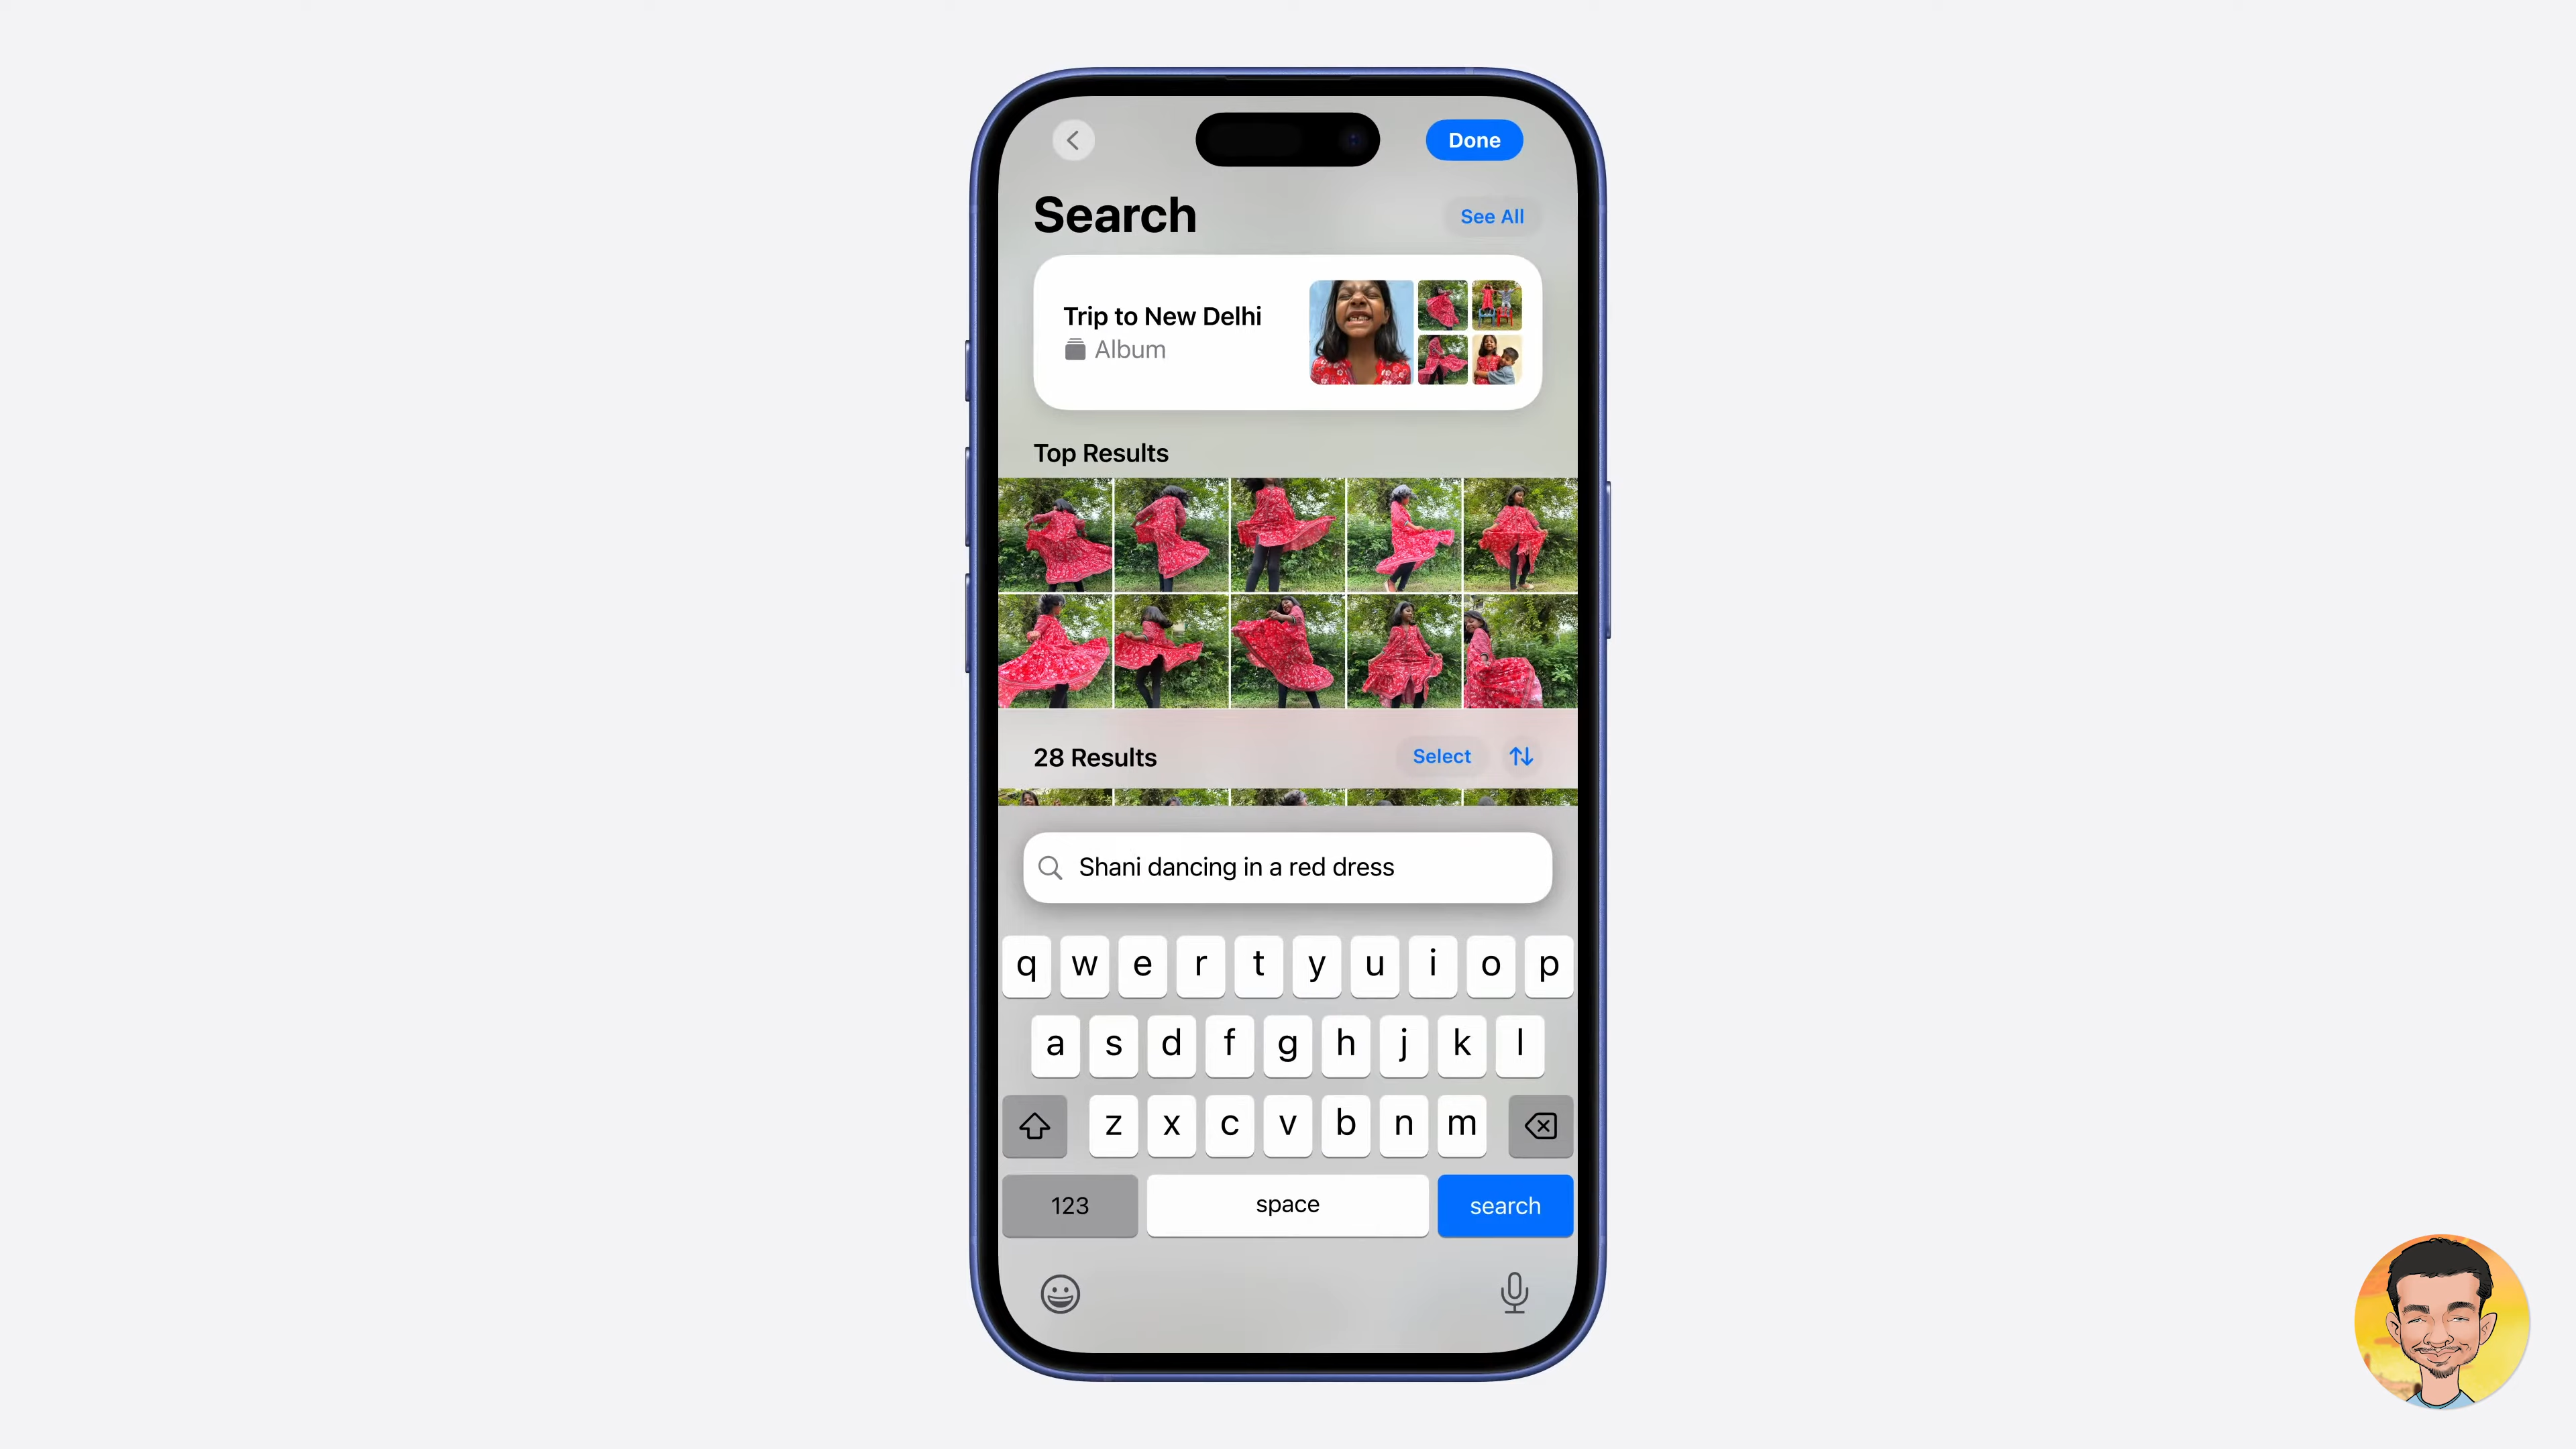 Done
Search
See All
Trip to New Delhi
Album
Top Results
28 Results
Select
Shani dancing in a red dress
q w e r t y u i o p
a s d f g h j k l
z x c v b n m
123
space
search